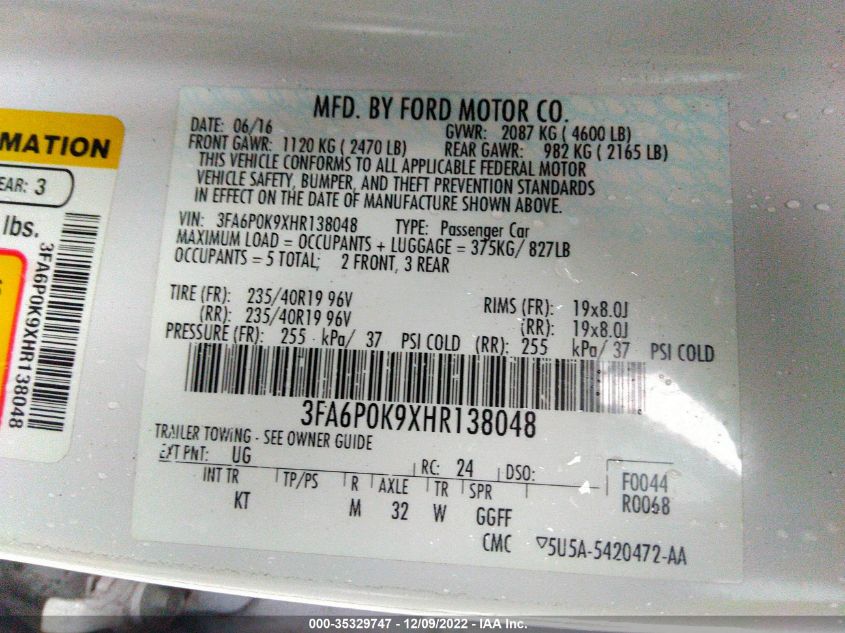 MATION
EAR: 3
lbs.
3FA6P0K9XHR138048
MFD. BY FORD MOTOR CO.
DATE: 06/16 GVWR: 2087 KG ( 4600 LB)
FRONT GAWR: 1120 KG ( 2470 LB) REAR GAWR: 982 KG ( 2165 LB)
THIS VEHICLE CONFORMS TO ALL APPLICABLE FEDERAL MOTOR
VEHICLE SAFETY, BUMPER, AND THEFT PREVENTION STANDARDS
IN EFFECT ON THE DATE OF MANUFACTURE SHOWN ABOVE.
VIN: 3FA6P0K9XHR138048 TYPE: Passenger Car
MAXIMUM LOAD = OCCUPANTS + LUGGAGE = 375KG/ 827LB
OCCUPANTS = 5 TOTAL; 2 FRONT, 3 REAR
TIRE (FR): 235/40R19 96V RIMS (FR): 19x8.0J
(RR): 235/40R19 96V (RR): 19x8.0J
PRESSURE (FR): 255 kPa/ 37 PSI COLD (RR): 255 kPa/ 37 PSI COLD
3FA6P0K9XHR138048
TRAILER TOWING - SEE OWNER GUIDE
EXT PNT: UG RC: 24 DSO: F0044
INT TR TP/PS R AXLE TR SPR R0068
KT M 32 W GGFF
CMC ▽5U5A-5420472-AA
000-35329747 - 12/09/2022 - IAA Inc.